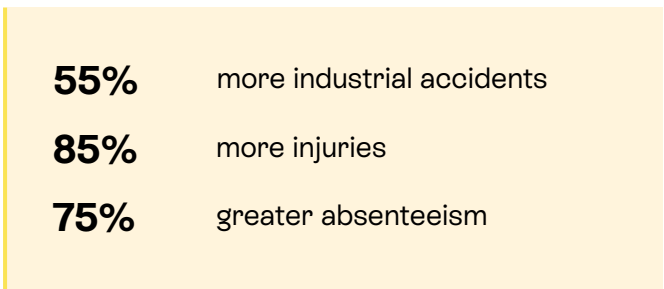 55% more industrial accidents
85% more injuries
75% greater absenteeism